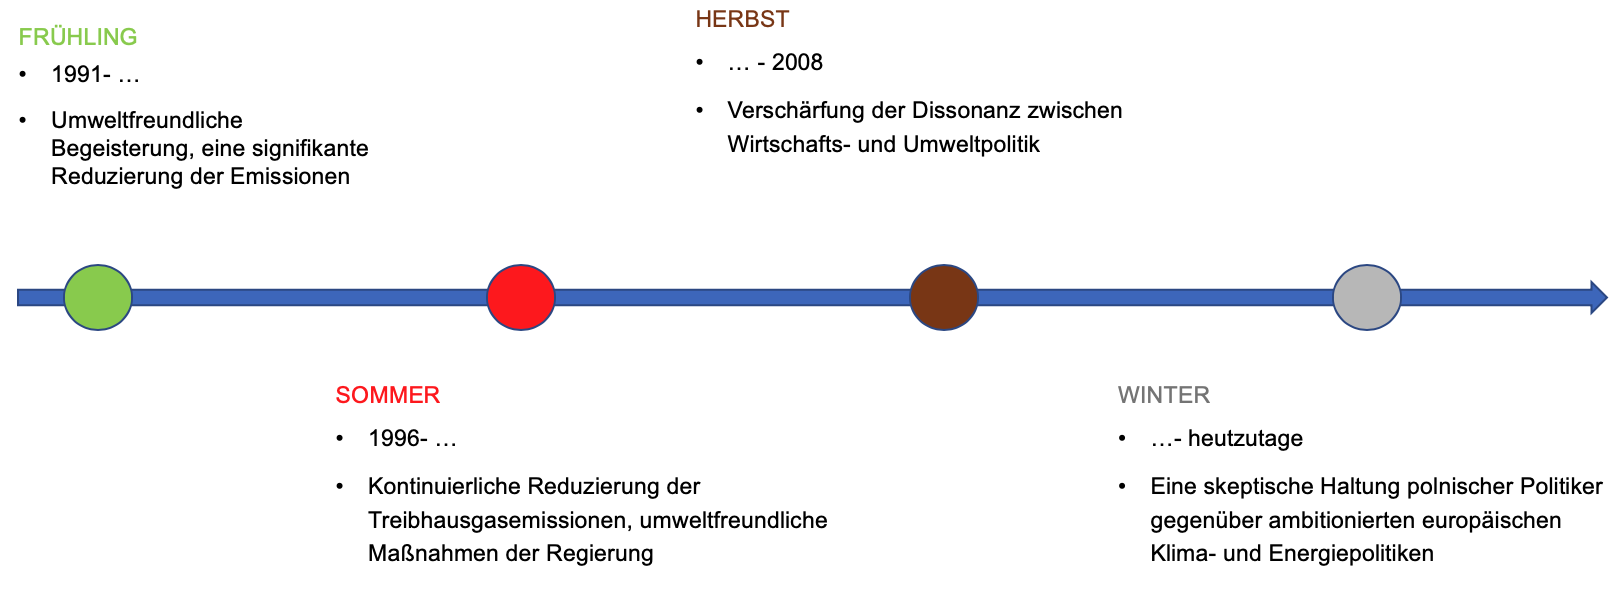 FRÜHLING
• 1991- …
• Umweltfreundliche
Begeisterung, eine signifikante
Reduzierung der Emissionen
SOMMER
• 1996- …
• Kontinuierliche Reduzierung der
Treibhausgasemissionen, umweltfreundliche
Maßnahmen der Regierung
HERBST
• … - 2008
• Verschärfung der Dissonanz zwischen
Wirtschafts- und Umweltpolitik
WINTER
• …- heutzutage
• Eine skeptische Haltung polnischer Politiker
gegenüber ambitionierten europäischen
Klima- und Energiepolitiken